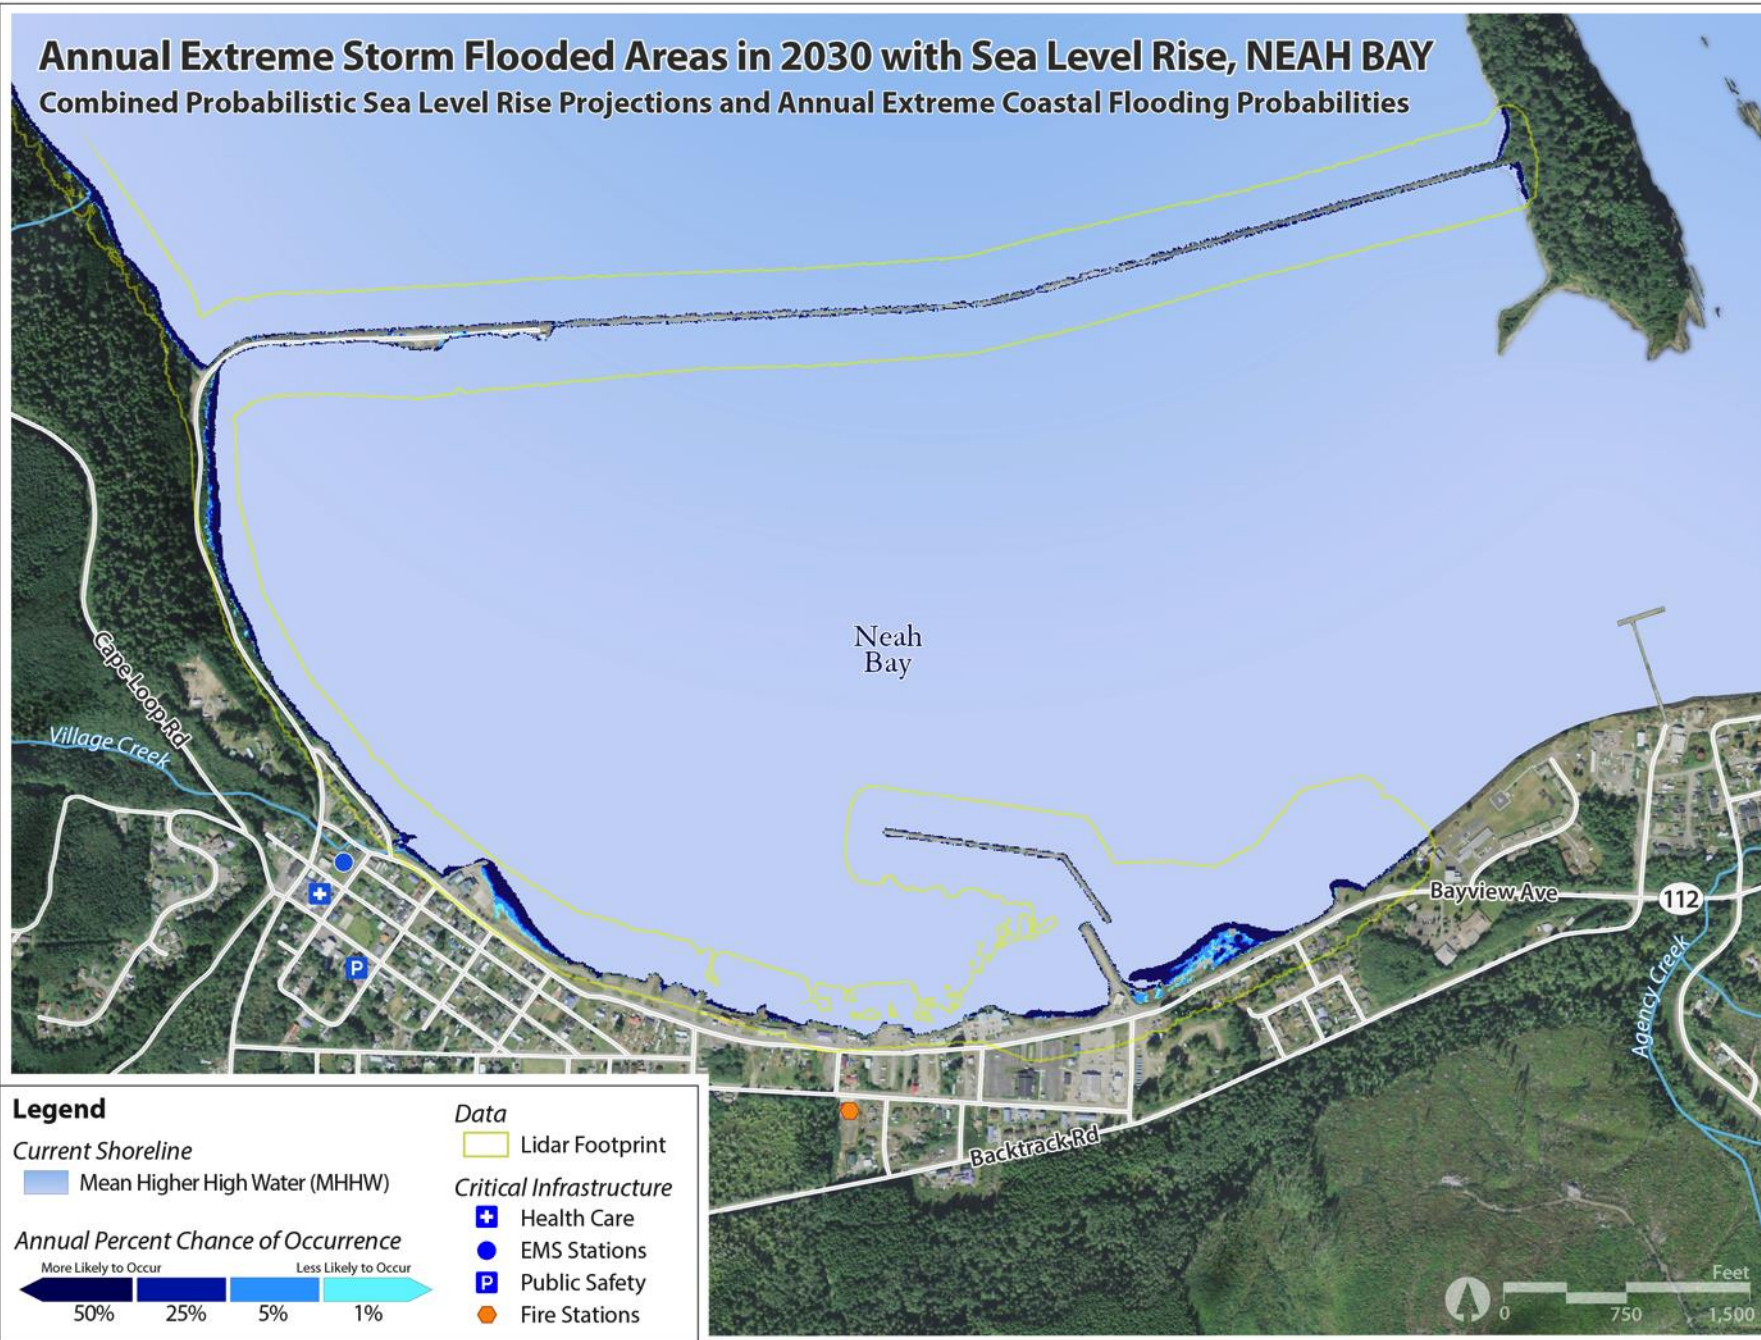 Annual Extreme Storm Flooded Areas in 2030 with Sea Level Rise, NEAH BAY
Combined Probabilistic Sea Level Rise Projections and Annual Extreme Coastal Flooding Probabilities
Neah
Bay
Cape Loop Rd
Village Creek
Bayview Ave
112
Agency Creek
P
Backtrack Rd
Legend
Current Shoreline
Mean Higher High Water (MHHW)
Annual Percent Chance of Occurrence
More Likely to Occur
Less Likely to Occur
50%
25%
5%
1%
Data
Lidar Footprint
Critical Infrastructure
Health Care
EMS Stations
P
Public Safety
Fire Stations
Feet
0
750
1,500